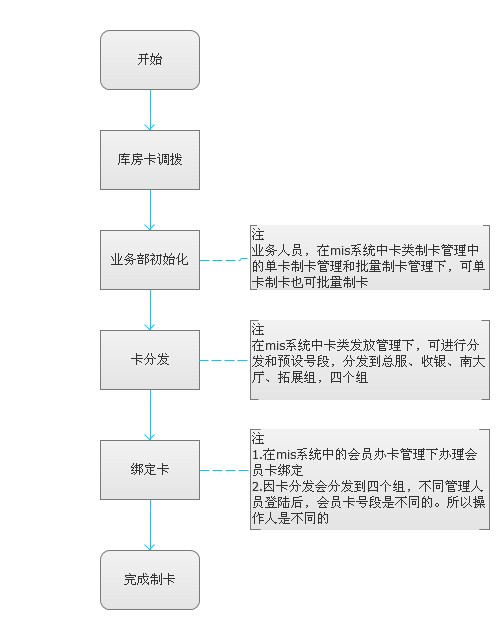 开始
库房卡调拨
业务部初始化
注
业务人员，在mis系统中卡类制卡管理中
的单卡制卡管理和批量制卡管理下，可单
卡制卡也可批量制卡
卡分发
注
在mis系统中卡类发放管理下，可进行分
发和预设号段，分发到总服、收银、南大
厅、拓展组，四个组
绑定卡
注
1.在mis系统中的会员办卡管理下办理会
员卡绑定
2.因卡分发会分发到四个组，不同管理人
员登陆后，会员卡号段是不同的。所以操
作人是不同的
完成制卡